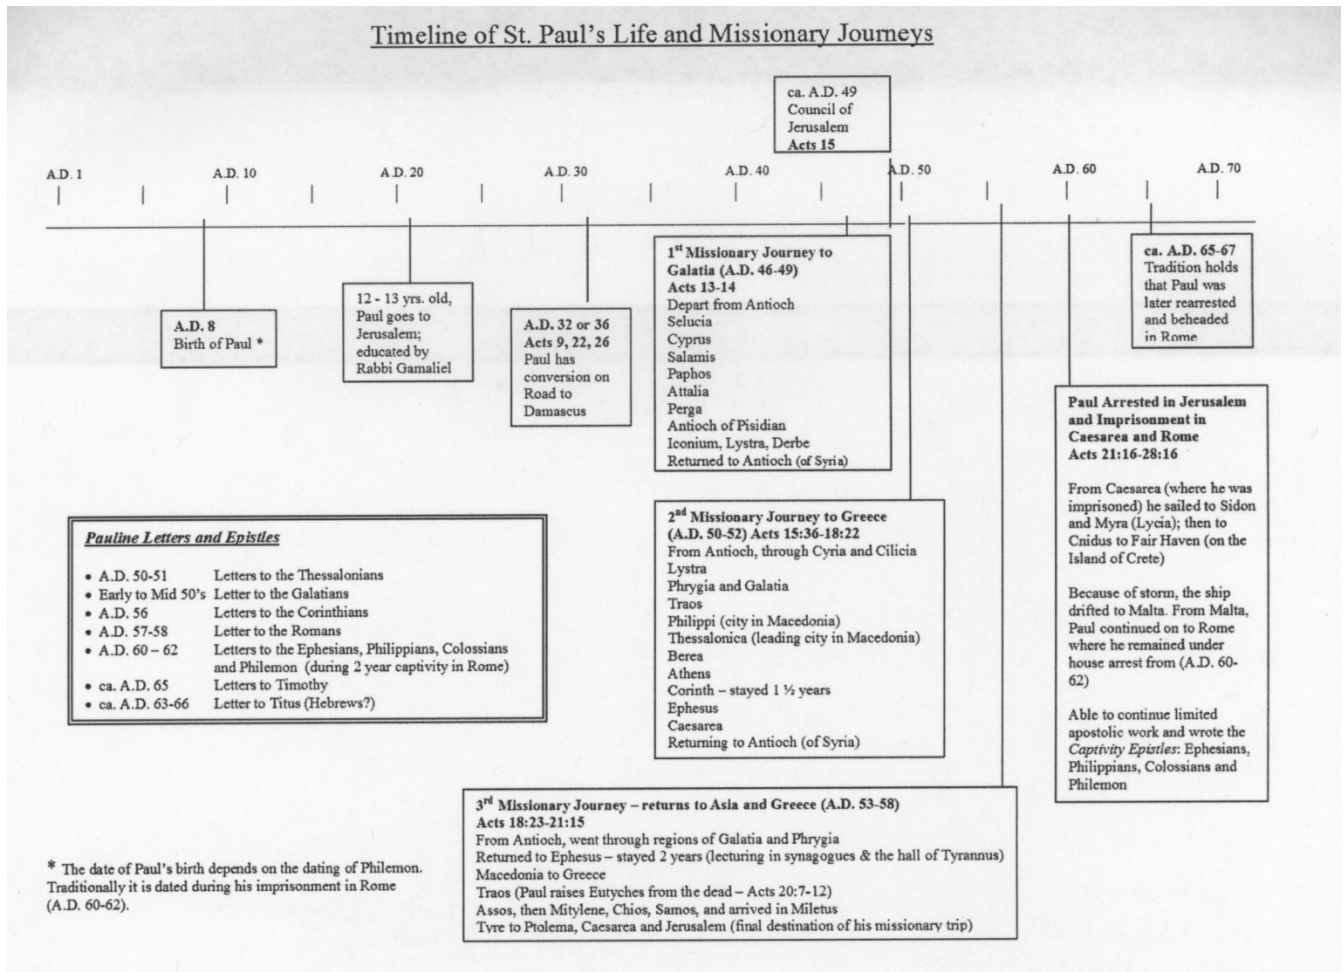 Timeline of St. Paul's Life and Missionary Journeys
ca. A.D. 49
Council of
Jerusalem
Acts 15
A.D. 1
A.D. 10
A.D. 20
A.D. 30
A.D. 40
A.D. 50
A.D. 60
A.D. 70
A.D. 8
Birth of Paul *
12 - 13 yrs. old,
Paul goes to
Jerusalem;
educated by
Rabbi Gamaliel
A.D. 32 or 36
Acts 9, 22, 26
Paul has
conversion on
Road to
Damascus
1st Missionary Journey to
Galatia (A.D. 46-49)
Acts 13-14
Depart from Antioch
Selucia
Cyprus
Salamis
Paphos
Attalia
Perga
Antioch of Pisidian
Iconium, Lystra, Derbe
Returned to Antioch (of Syria)
ca. A.D. 65-67
Tradition holds
that Paul was
later rearrested
and beheaded
in Rome
Paul Arrested in Jerusalem
and Imprisonment in
Caesarea and Rome
Acts 21:16-28:16
From Caesarea (where he was
imprisoned) he sailed to Sidon
and Myra (Lycia); then to
Cnidus to Fair Haven (on the
Island of Crete)
Because of storm, the ship
drifted to Malta. From Malta,
Paul continued on to Rome
where he remained under
house arrest from (A.D. 60-
62)
Able to continue limited
apostolic work and wrote the
Captivity Epistles: Ephesians,
Philippians, Colossians and
Philemon
2nd Missionary Journey to Greece
(A.D. 50-52) Acts 15:36-18:22
From Antioch, through Cyria and Cilicia
Lystra
Phrygia and Galatia
Traos
Philippi (city in Macedonia)
Thessalonica (leading city in Macedonia)
Berea
Athens
Corinth – stayed 1 ½ years
Ephesus
Caesarea
Returning to Antioch (of Syria)
Pauline Letters and Epistles
• A.D. 50-51 Letters to the Thessalonians
• Early to Mid 50's Letter to the Galatians
• A.D. 56 Letters to the Corinthians
• A.D. 57-58 Letter to the Romans
• A.D. 60 – 62 Letters to the Ephesians, Philippians, Colossians
and Philemon (during 2 year captivity in Rome)
• ca. A.D. 65 Letters to Timothy
• ca. A.D. 63-66 Letter to Titus (Hebrews?)
3rd Missionary Journey – returns to Asia and Greece (A.D. 53-58)
Acts 18:23-21:15
From Antioch, went through regions of Galatia and Phrygia
Returned to Ephesus – stayed 2 years (lecturing in synagogues & the hall of Tyrannus)
Macedonia to Greece
Traos (Paul raises Eutyches from the dead – Acts 20:7-12)
Assos, then Mitylene, Chios, Samos, and arrived in Miletus
Tyre to Ptolema, Caesarea and Jerusalem (final destination of his missionary trip)
* The date of Paul's birth depends on the dating of Philemon.
Traditionally it is dated during his imprisonment in Rome
(A.D. 60-62).